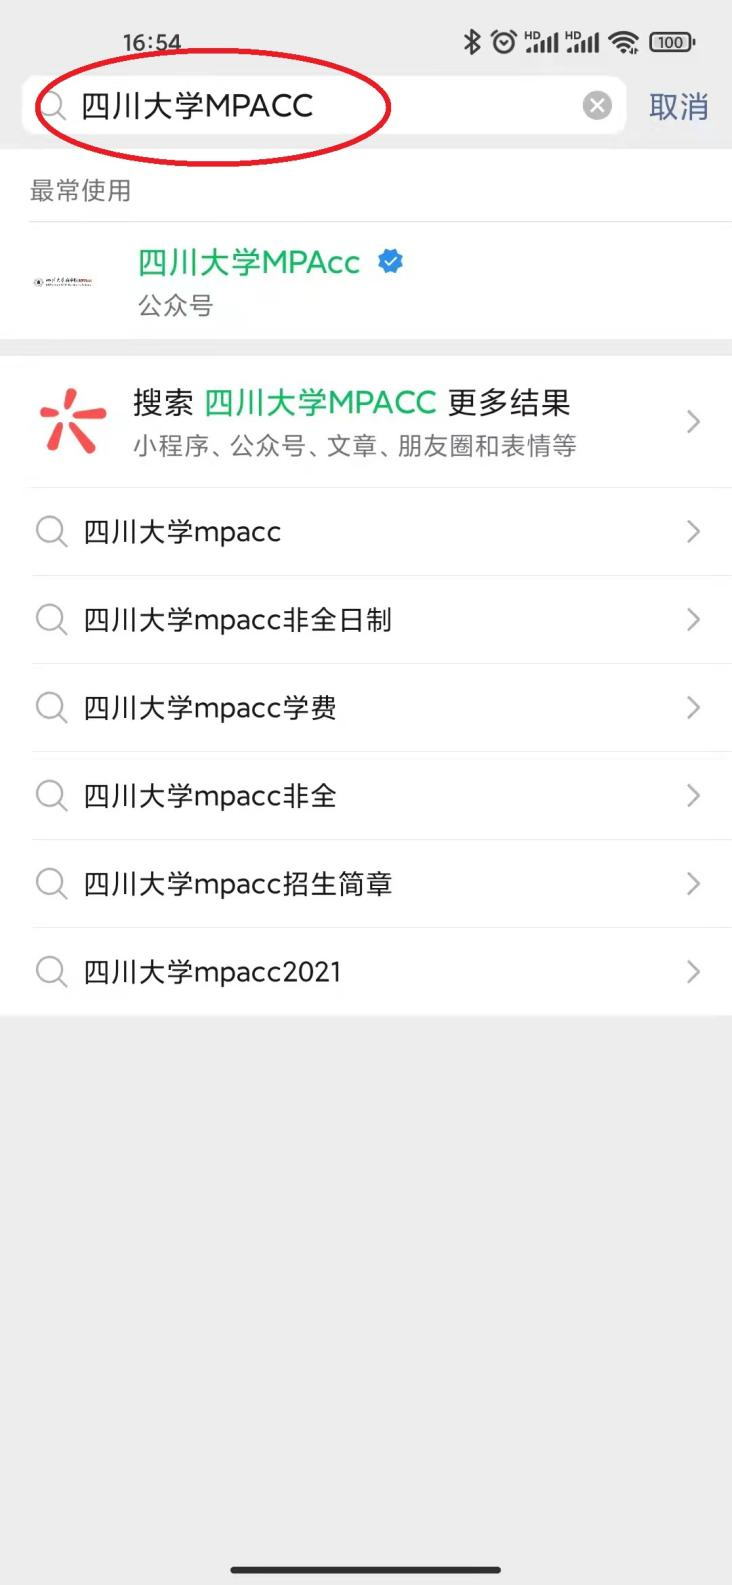 16:54
HD
HD
100
四川大学MPACC
取消
最常使用
四川大学MPAcc
公众号
搜索 四川大学MPACC 更多结果
小程序、公众号、文章、朋友圈和表情等
四川大学mpacc
四川大学mpacc非全日制
四川大学mpacc学费
四川大学mpacc非全
四川大学mpacc招生简章
四川大学mpacc2021